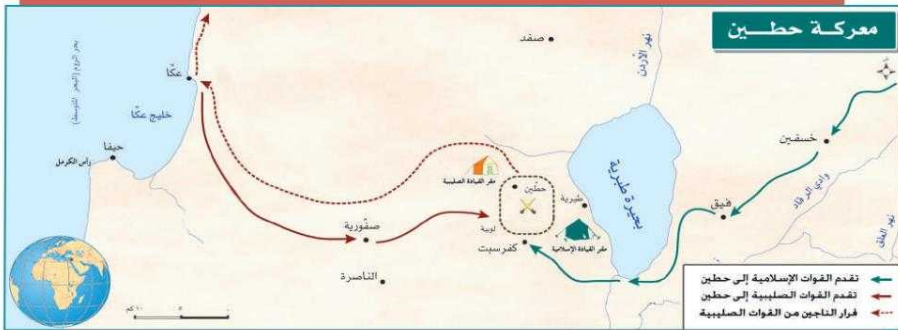 معركة حطين
صفد
نهر الأردن
بحر الروم (البحر المتوسط)
عكا
خليج عكا
حيفا
رأس الكرمل
خسفين
وادي الرقاد
نهر العلق
فيق
بحيرة طبرية
طبرية
مقر القيادة الصليبية
حطين
لوبية
كفرسبت
مقر القيادة الإسلامية
صفورية
الناصرة
تقدم القوات الإسلامية إلى حطين
تقدم القوات الصليبية إلى حطين
فرار الناجين من القوات الصليبية